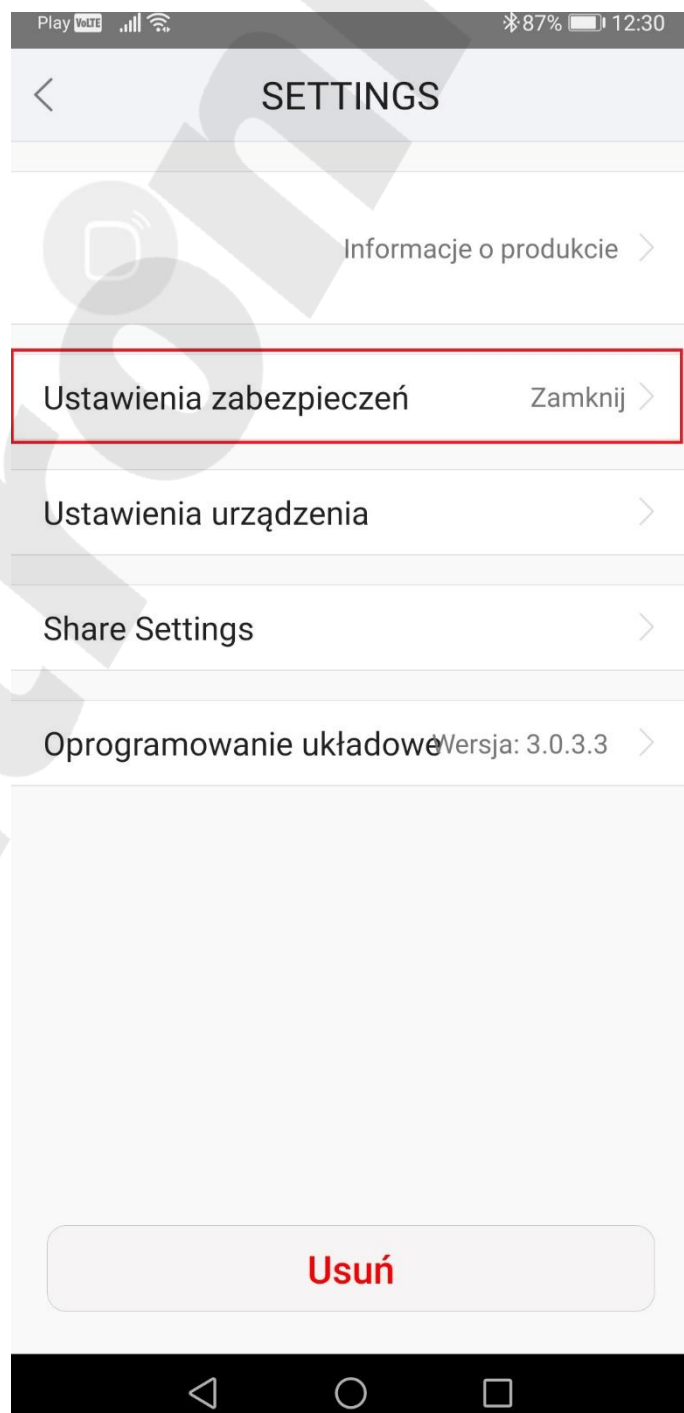 Play VoLTE 87% 12:30
SETTINGS
Informacje o produkcie
Ustawienia zabezpieczeń Zamknij
Ustawienia urządzenia
Share Settings
Oprogramowanie układowe Wersja: 3.0.3.3
Usuń